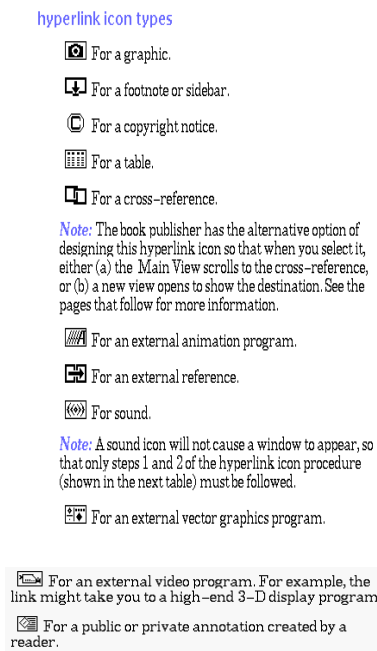 hyperlink icon types
For a graphic.
For a footnote or sidebar.
© For a copyright notice.
For a table.
For a cross-reference.
Note: The book publisher has the alternative option of
designing this hyperlink icon so that when you select it,
either (a) the Main View scrolls to the cross-reference,
or (b) a new view opens to show the destination. See the
pages that follow for more information.
For an external animation program.
For an external reference.
For sound.
Note: A sound icon will not cause a window to appear, so
that only steps 1 and 2 of the hyperlink icon procedure
(shown in the next table) must be followed.
For an external vector graphics program.
For an external video program. For example, the
link might take you to a high-end 3-D display program
For a public or private annotation created by a
reader.